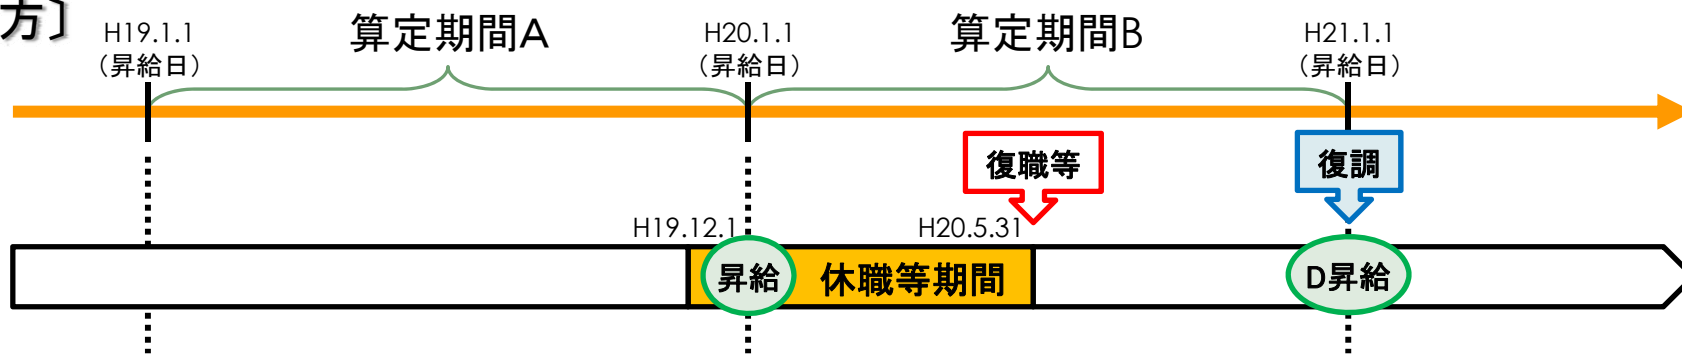 方〕
H19.1.1
（昇給日）
算定期間A
H20.1.1
（昇給日）
算定期間B
H21.1.1
（昇給日）
復職等
復調
H19.12.1
H20.5.31
昇給
休職等期間
D昇給